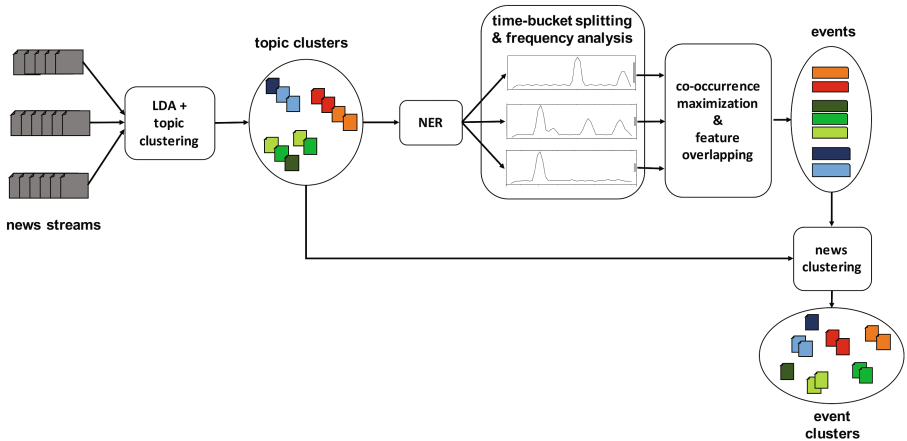 time-bucket splitting
& frequency analysis
events
topic clusters
LDA +
topic
clustering
NER
co-occurrence
maximization
&
feature
overlapping
news streams
news
clustering
event
clusters